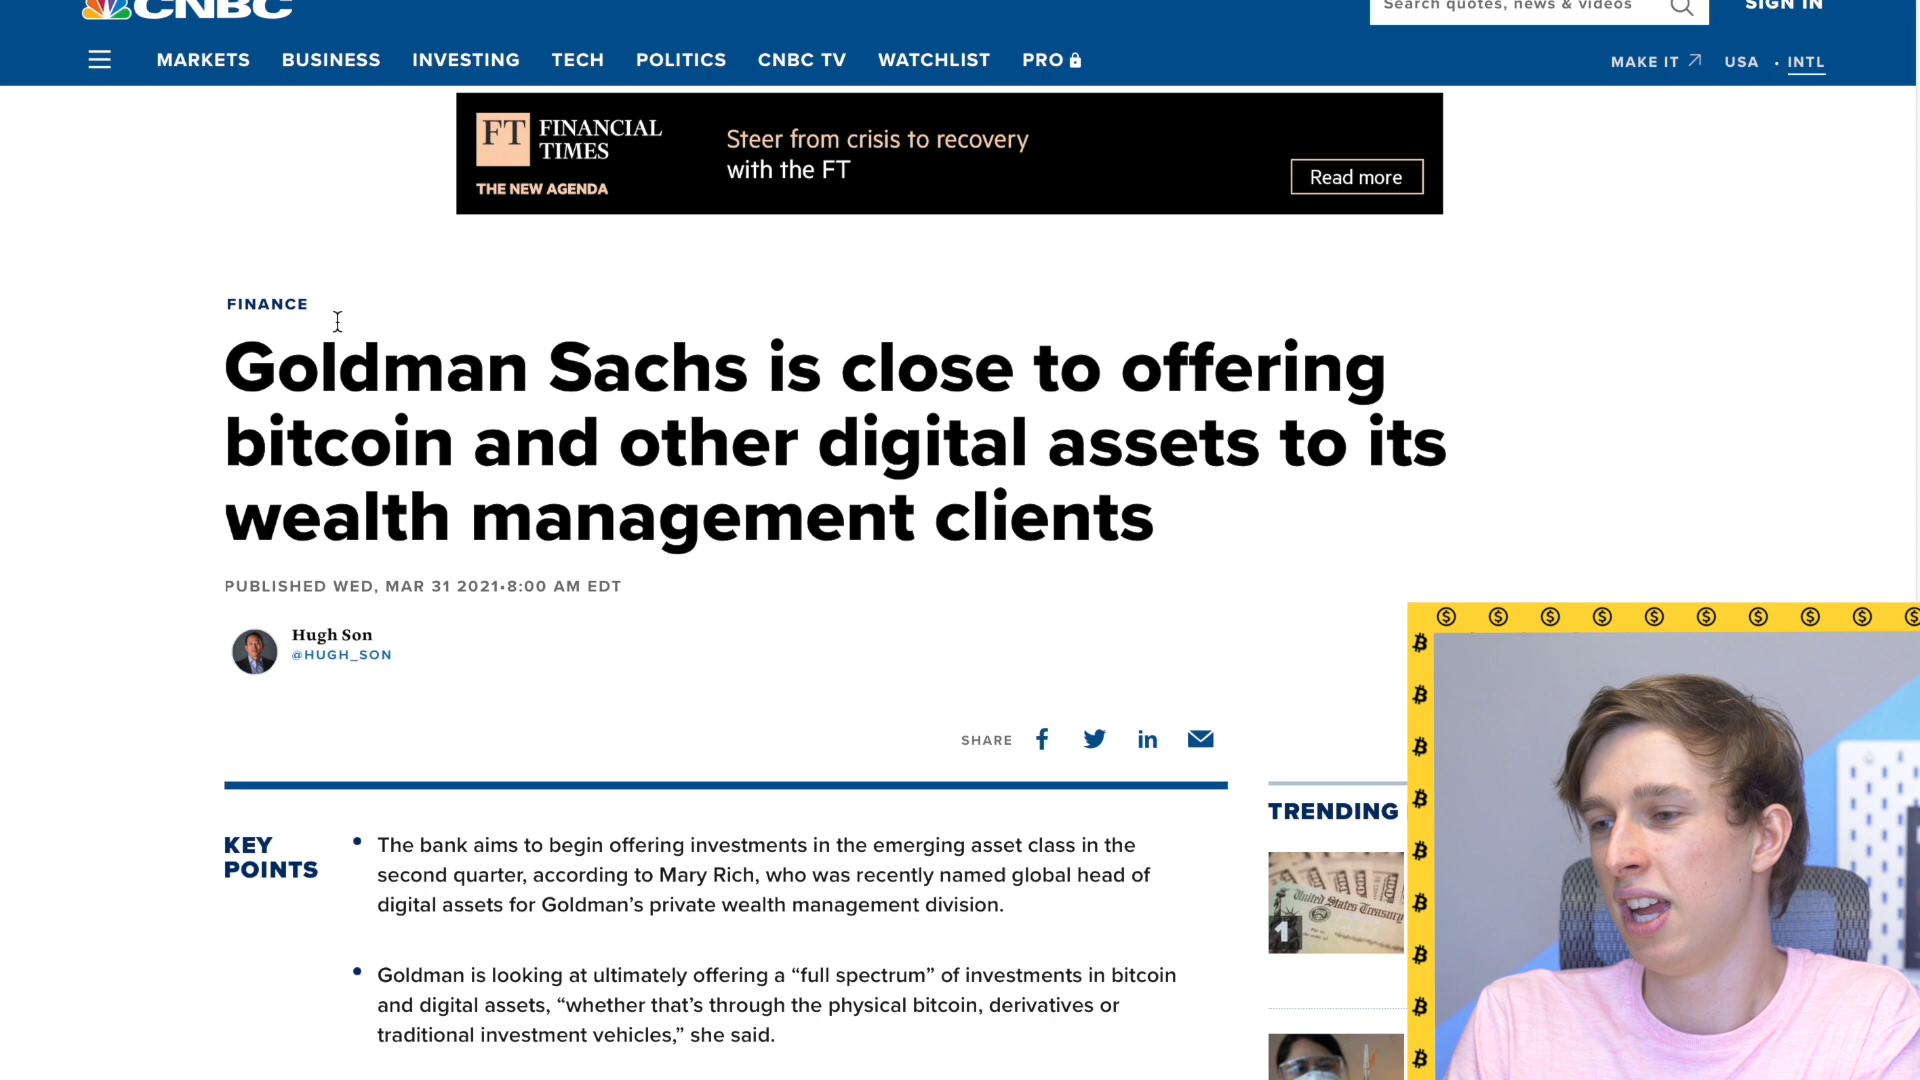 CNBC
Search quotes, news & videos
SIGN IN
MARKETS BUSINESS INVESTING TECH POLITICS CNBC TV WATCHLIST PRO
MAKE IT USA • INTL
FT FINANCIAL TIMES
THE NEW AGENDA
Steer from crisis to recovery
with the FT
Read more
FINANCE
Goldman Sachs is close to offering
bitcoin and other digital assets to its
wealth management clients
PUBLISHED WED, MAR 31 2021•8:00 AM EDT
Hugh Son
@HUGH_SON
SHARE
KEY
POINTS
• The bank aims to begin offering investments in the emerging asset class in the
second quarter, according to Mary Rich, who was recently named global head of
digital assets for Goldman’s private wealth management division.
• Goldman is looking at ultimately offering a “full spectrum” of investments in bitcoin
and digital assets, “whether that’s through the physical bitcoin, derivatives or
traditional investment vehicles,” she said.
TRENDING
United States Treasury
1